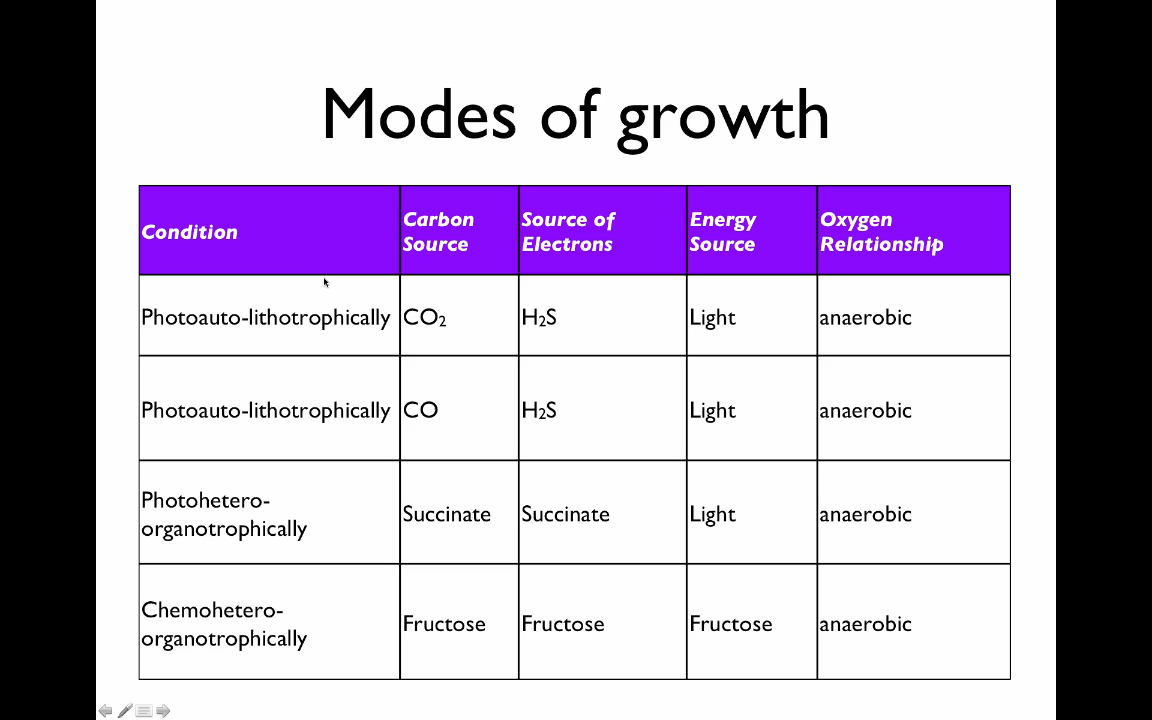 Modes of growth
Condition
Carbon Source
Source of Electrons
Energy Source
Oxygen Relationship
Photoauto-lithotrophically CO₂ H₂S Light anaerobic
Photoauto-lithotrophically CO H₂S Light anaerobic
Photohetero-
organotrophically
Succinate Succinate Light anaerobic
Chemohetero-
organotrophically
Fructose Fructose Fructose anaerobic